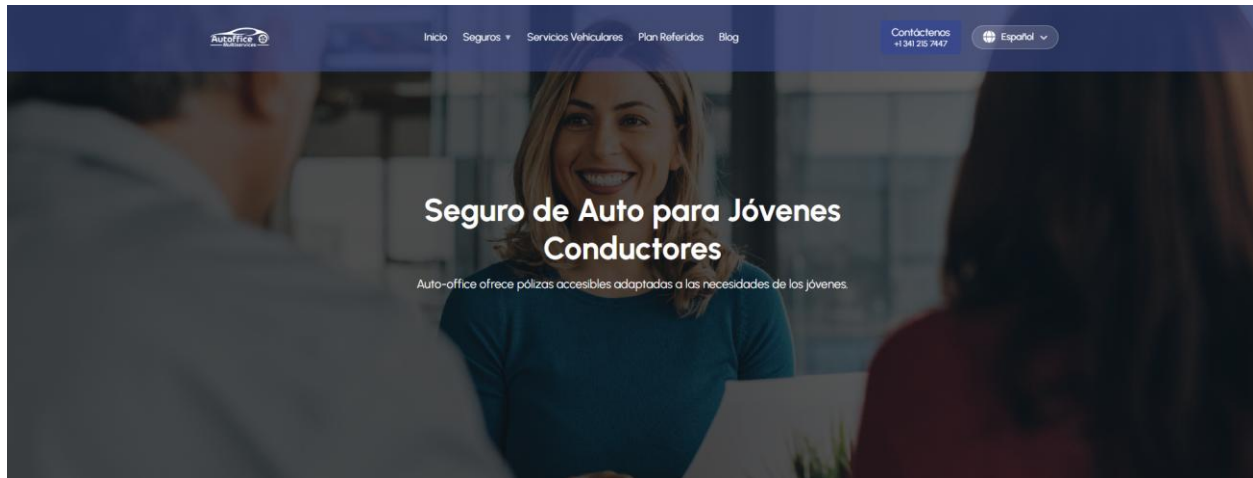 Autoffice
Multiservices
Inicio
Seguros
Servicios Vehiculares
Plan Referidos
Blog
Contáctenos
+1 341 215 7447
Español
Seguro de Auto para Jóvenes
Conductores
Auto-office ofrece pólizas accesibles adaptadas a las necesidades de los jóvenes.